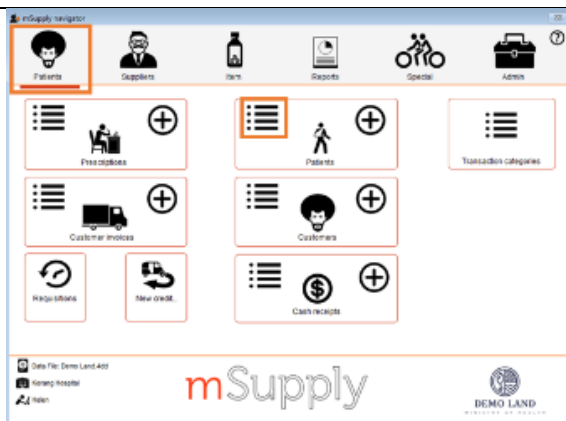 mSupply navigator
Patients
Suppliers
Item
Reports
Special
Admin
?
Prescriptions
Patients
Transaction categories
Customer invoices
Customers
Requisitions
New credit..
Cash receipts
Data File: Demo Land.4dd
Korang Hospital
Helen
mSupply
DEMO LAND
MINISTRY OF HEALTH